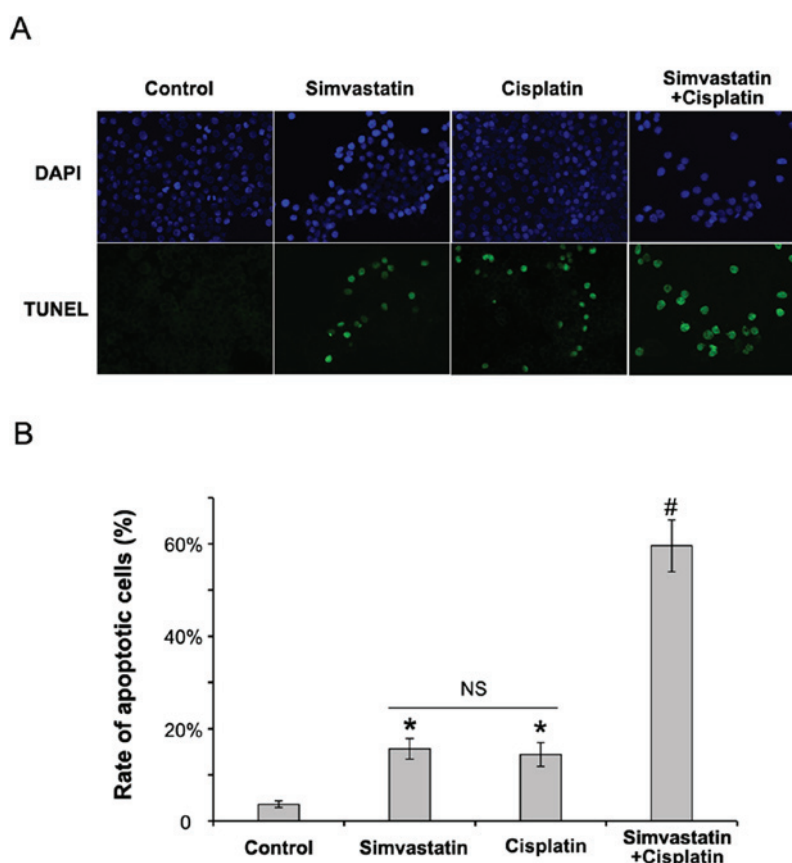 A
Control Simvastatin Cisplatin Simvastatin
+Cisplatin
DAPI
TUNEL
B
Rate of apoptotic cells (%)
60%
40%
20%
0
NS
* * #
Control Simvastatin Cisplatin Simvastatin
+Cisplatin